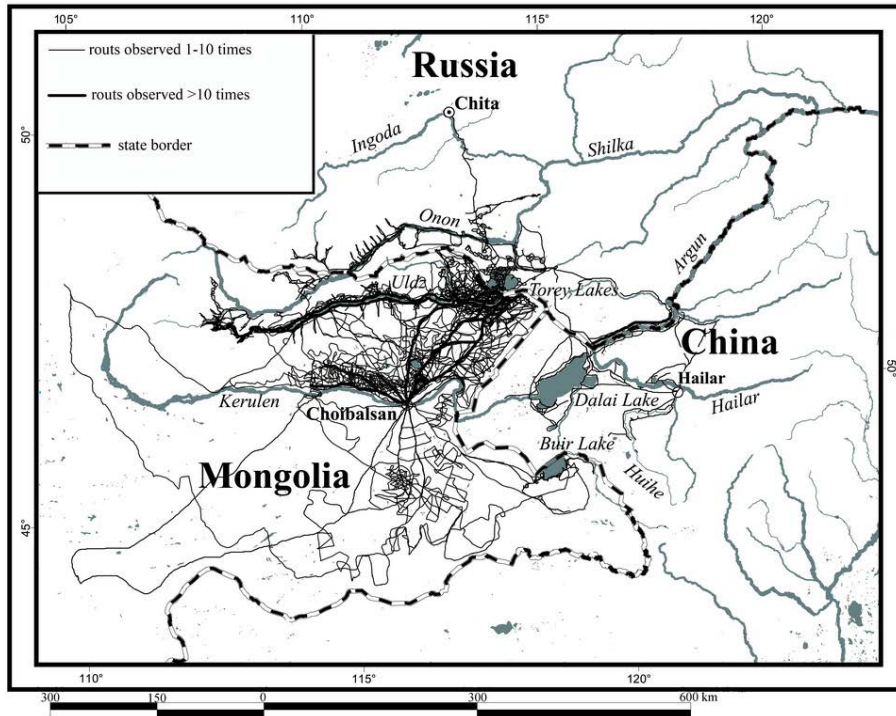 105° 110° 115° 120°
routs observed 1-10 times
routs observed >10 times
state border
Russia
Chita
50°
Ingoda
Shilka
Onon
Argun
Uldz
Torey Lakes
China
50°
Hailar
Kerulen
Dalai Lake
Hailar
Choibalsan
Buir Lake
Mongolia
Huihe
45°
110° 115° 120°
300 150 0 300 600 km